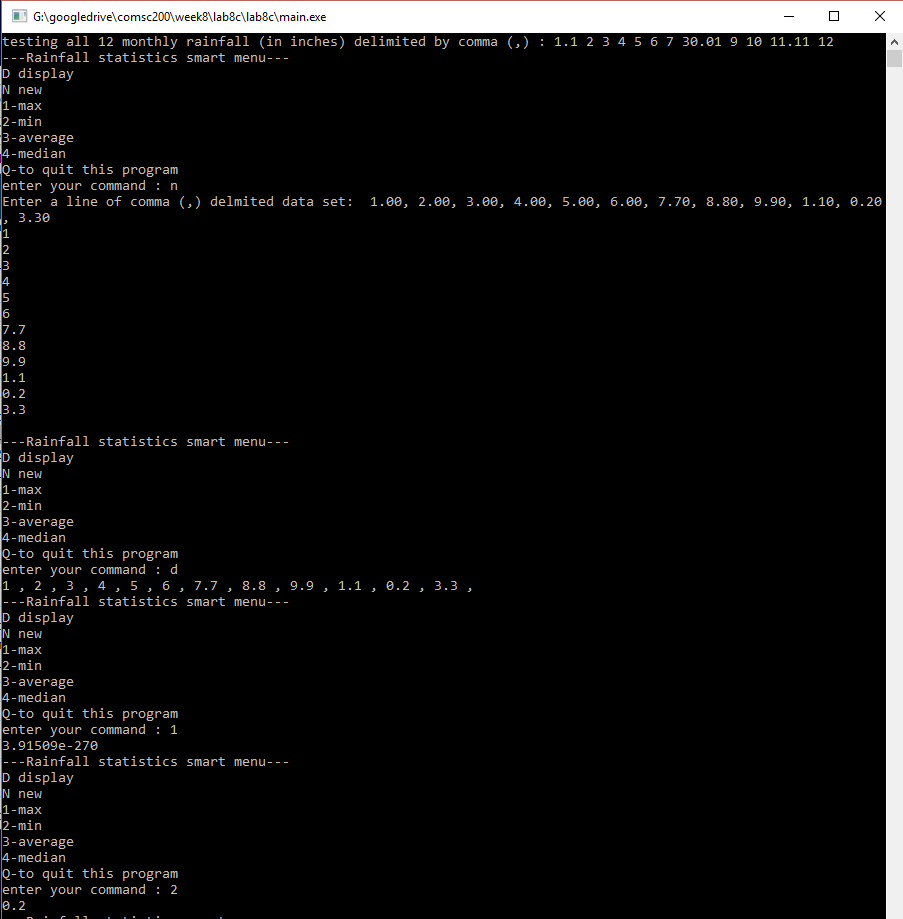 G:\googledrive\comsc200\week8\lab8c\lab8c\main.exe
testing all 12 monthly rainfall (in inches) delimited by comma (,) : 1.1 2 3 4 5 6 7 30.01 9 10 11.11 12
---Rainfall statistics smart menu---
D display
N new
1-max
2-min
3-average
4-median
Q-to quit this program
enter your command : n
Enter a line of comma (,) delmited data set:  1.00, 2.00, 3.00, 4.00, 5.00, 6.00, 7.70, 8.80, 9.90, 1.10, 0.20
, 3.30
1
2
3
4
5
6
7.7
8.8
9.9
1.1
0.2
3.3
---Rainfall statistics smart menu---
D display
N new
1-max
2-min
3-average
4-median
Q-to quit this program
enter your command : d
1 , 2 , 3 , 4 , 5 , 6 , 7.7 , 8.8 , 9.9 , 1.1 , 0.2 , 3.3 ,
---Rainfall statistics smart menu---
D display
N new
1-max
2-min
3-average
4-median
Q-to quit this program
enter your command : 1
3.91509e-270
---Rainfall statistics smart menu---
D display
N new
1-max
2-min
3-average
4-median
Q-to quit this program
enter your command : 2
0.2